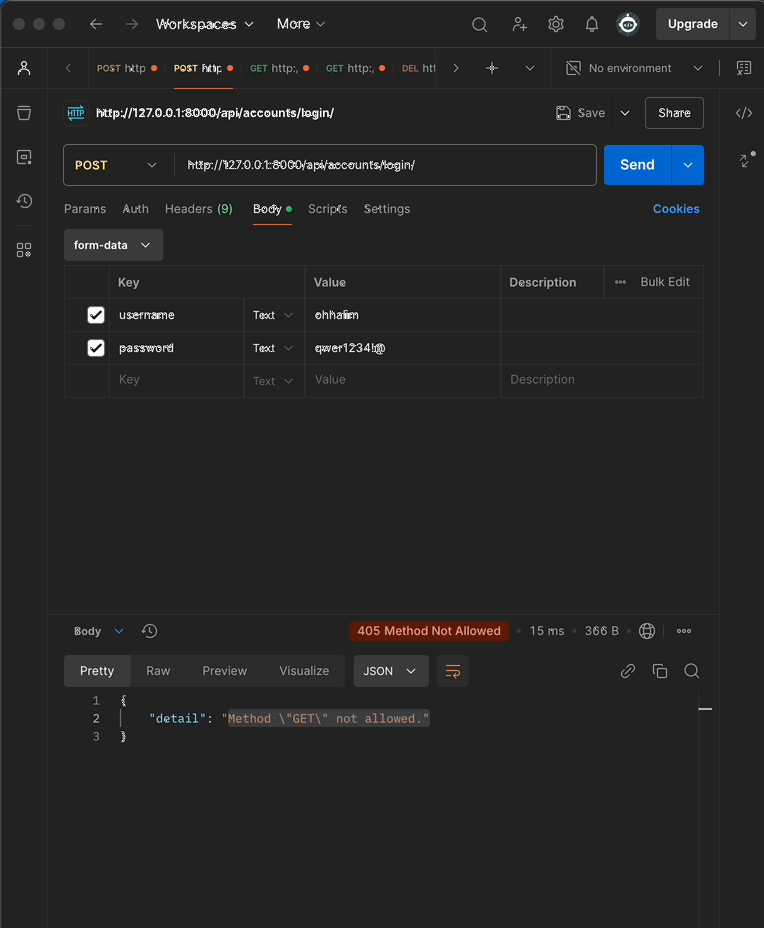 Workspaces More Upgrade
POST http POST http GET http:, GET http:, DEL htt No environment
HTTP http://127.0.0.1:8000/api/accounts/login/ Save Share
POST http://127.0.0.1:8000/api/accounts/login/ Send
Params Auth Headers (9) Body Scripts Settings Cookies
form-data
Key Value Description Bulk Edit
username Text
password Text qwer1234!@
Key Text Value Description
Body 405 Method Not Allowed 15 ms 366 B
Pretty Raw Preview Visualize JSON
1 {
2 "detail": "Method \"GET\" not allowed."
3 }